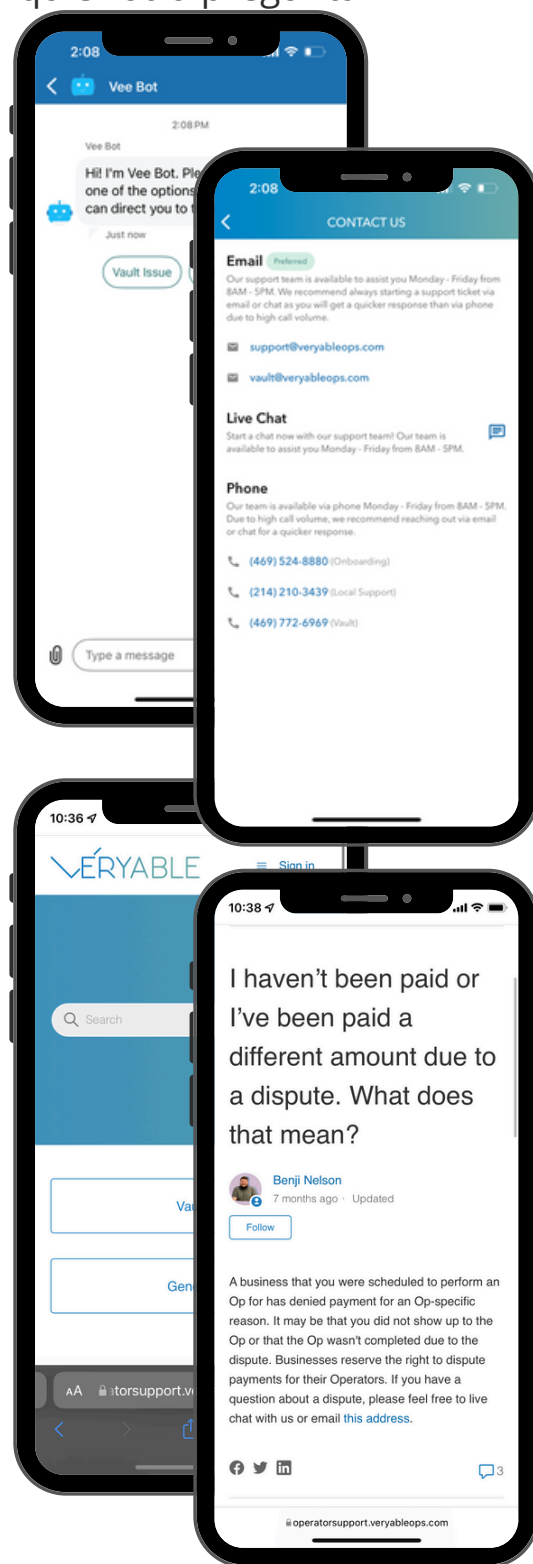 2:08
Vee Bot
2:08 PM
Vee Bot
Hi! I'm Vee Bot.
one of the options
can direct you to
Just now
Vault Issue
Type a message
2:08
CONTACT US
Email Preferred
Our support team is available to assist you Monday - Friday from
8AM - 5PM. We recommend always starting a support ticket via
email or chat as you will get a quicker response than via phone
due to high call volume.
support@veryableops.com
vault@veryableops.com
Live Chat
Start a chat now with our support team! Our team is
available to assist you Monday - Friday from 8AM - 5PM.
Phone
Our team is available via phone Monday - Friday from 8AM - 5PM.
Due to high call volume, we recommend reaching out via email
or chat for a quicker response.
(469) 524-8880 (Onboarding)
(214) 210-3439 (Local Support)
(469) 772-6969 (Vault)
10:36
VERYABLE
Sign in
Search
AA
10:38
I haven't been paid or
I've been paid a
different amount due to
a dispute. What does
that mean?
Benji Nelson
7 months ago · Updated
Follow
A business that you were scheduled to perform an
Op for has denied payment for an Op-specific
reason. It may be that you did not show up to the
Op or that the Op wasn't completed due to the
dispute. Businesses reserve the right to dispute
payments for their Operators. If you have a
question about a dispute, please feel free to live
chat with us or email this address.
3
operatorsupport.veryableops.com